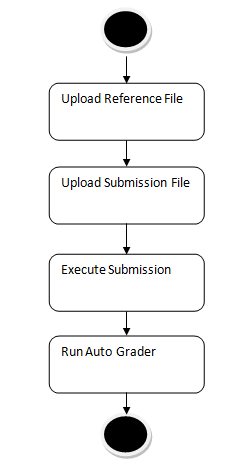 Upload Reference File
Upload Submission File
Execute Submission
Run Auto Grader